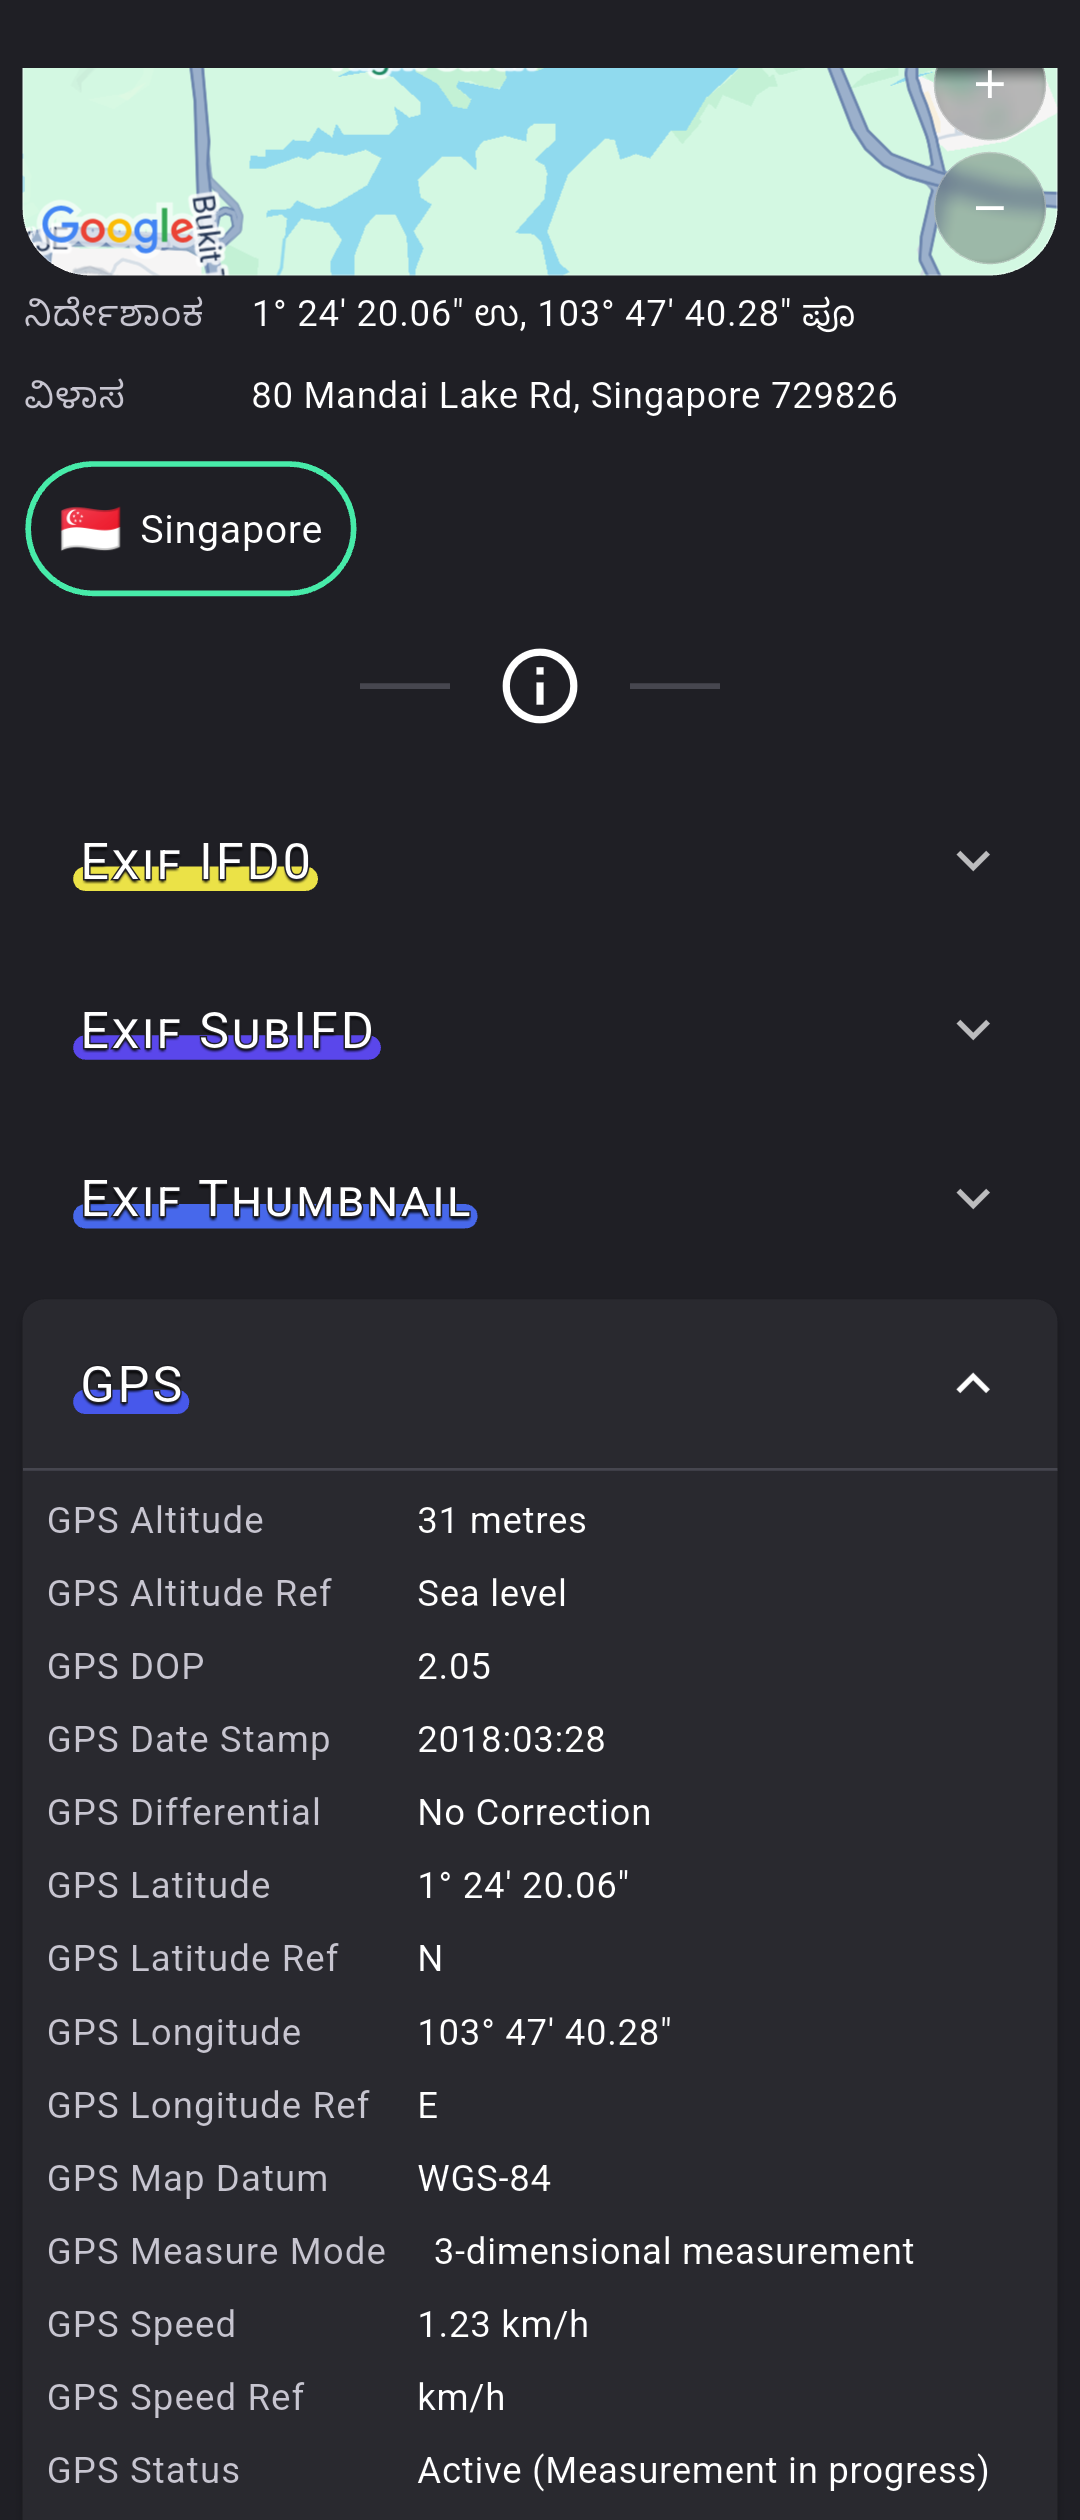 Google
Bukit
ನಿರ್ದೇಶಾಂಕ 1° 24' 20.06" ಉ, 103° 47' 40.28" ಪೂ
ವಿಳಾಸ 80 Mandai Lake Rd, Singapore 729826
Singapore
Exif IFD0
Exif SubIFD
Exif Thumbnail
GPS
GPS Altitude 31 metres
GPS Altitude Ref Sea level
GPS DOP 2.05
GPS Date Stamp 2018:03:28
GPS Differential No Correction
GPS Latitude 1° 24' 20.06"
GPS Latitude Ref N
GPS Longitude 103° 47' 40.28"
GPS Longitude Ref E
GPS Map Datum WGS-84
GPS Measure Mode 3-dimensional measurement
GPS Speed 1.23 km/h
GPS Speed Ref km/h
GPS Status Active (Measurement in progress)